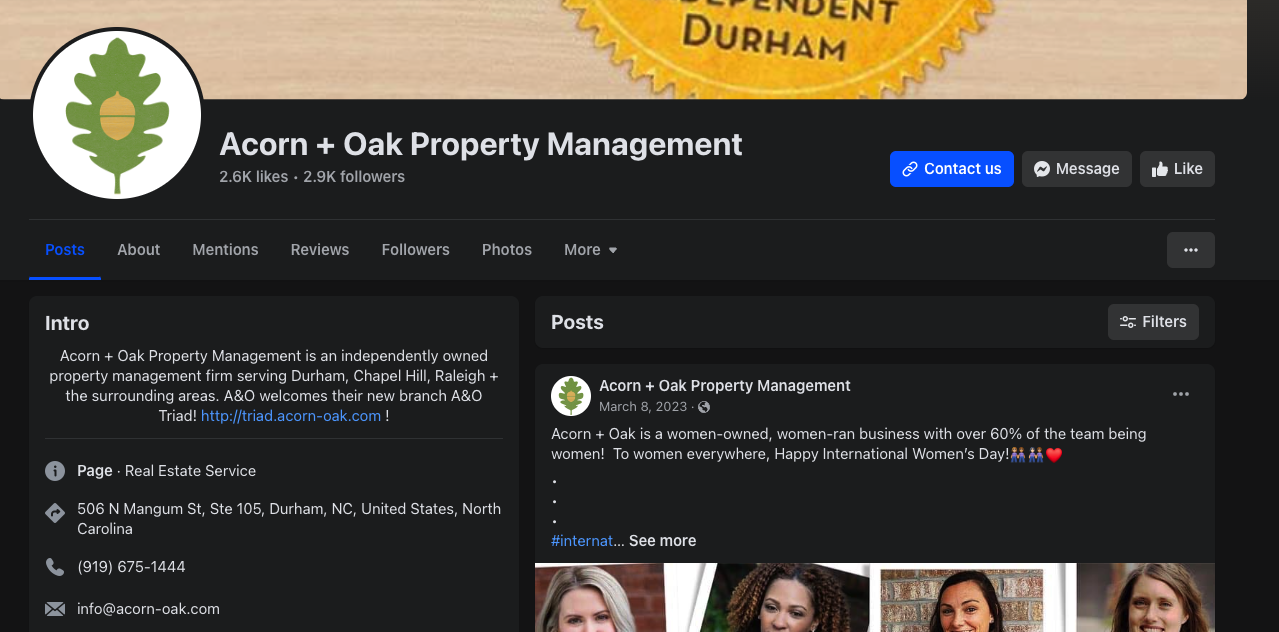 DURHAM
Acorn + Oak Property Management
2.6K likes • 2.9K followers
Contact us
Message
Like
Posts
About
Mentions
Reviews
Followers
Photos
More
Intro
Acorn + Oak Property Management is an independently owned
property management firm serving Durham, Chapel Hill, Raleigh +
the surrounding areas. A&O welcomes their new branch A&O
Triad! http://triad.acorn-oak.com !
Page · Real Estate Service
506 N Mangum St, Ste 105, Durham, NC, United States, North
Carolina
(919) 675-1444
info@acorn-oak.com
Posts
Filters
Acorn + Oak Property Management
March 8, 2023 ·
Acorn + Oak is a women-owned, women-ran business with over 60% of the team being
women!  To women everywhere, Happy International Women's Day!👯👯❤️
.
.
.
#internat... See more